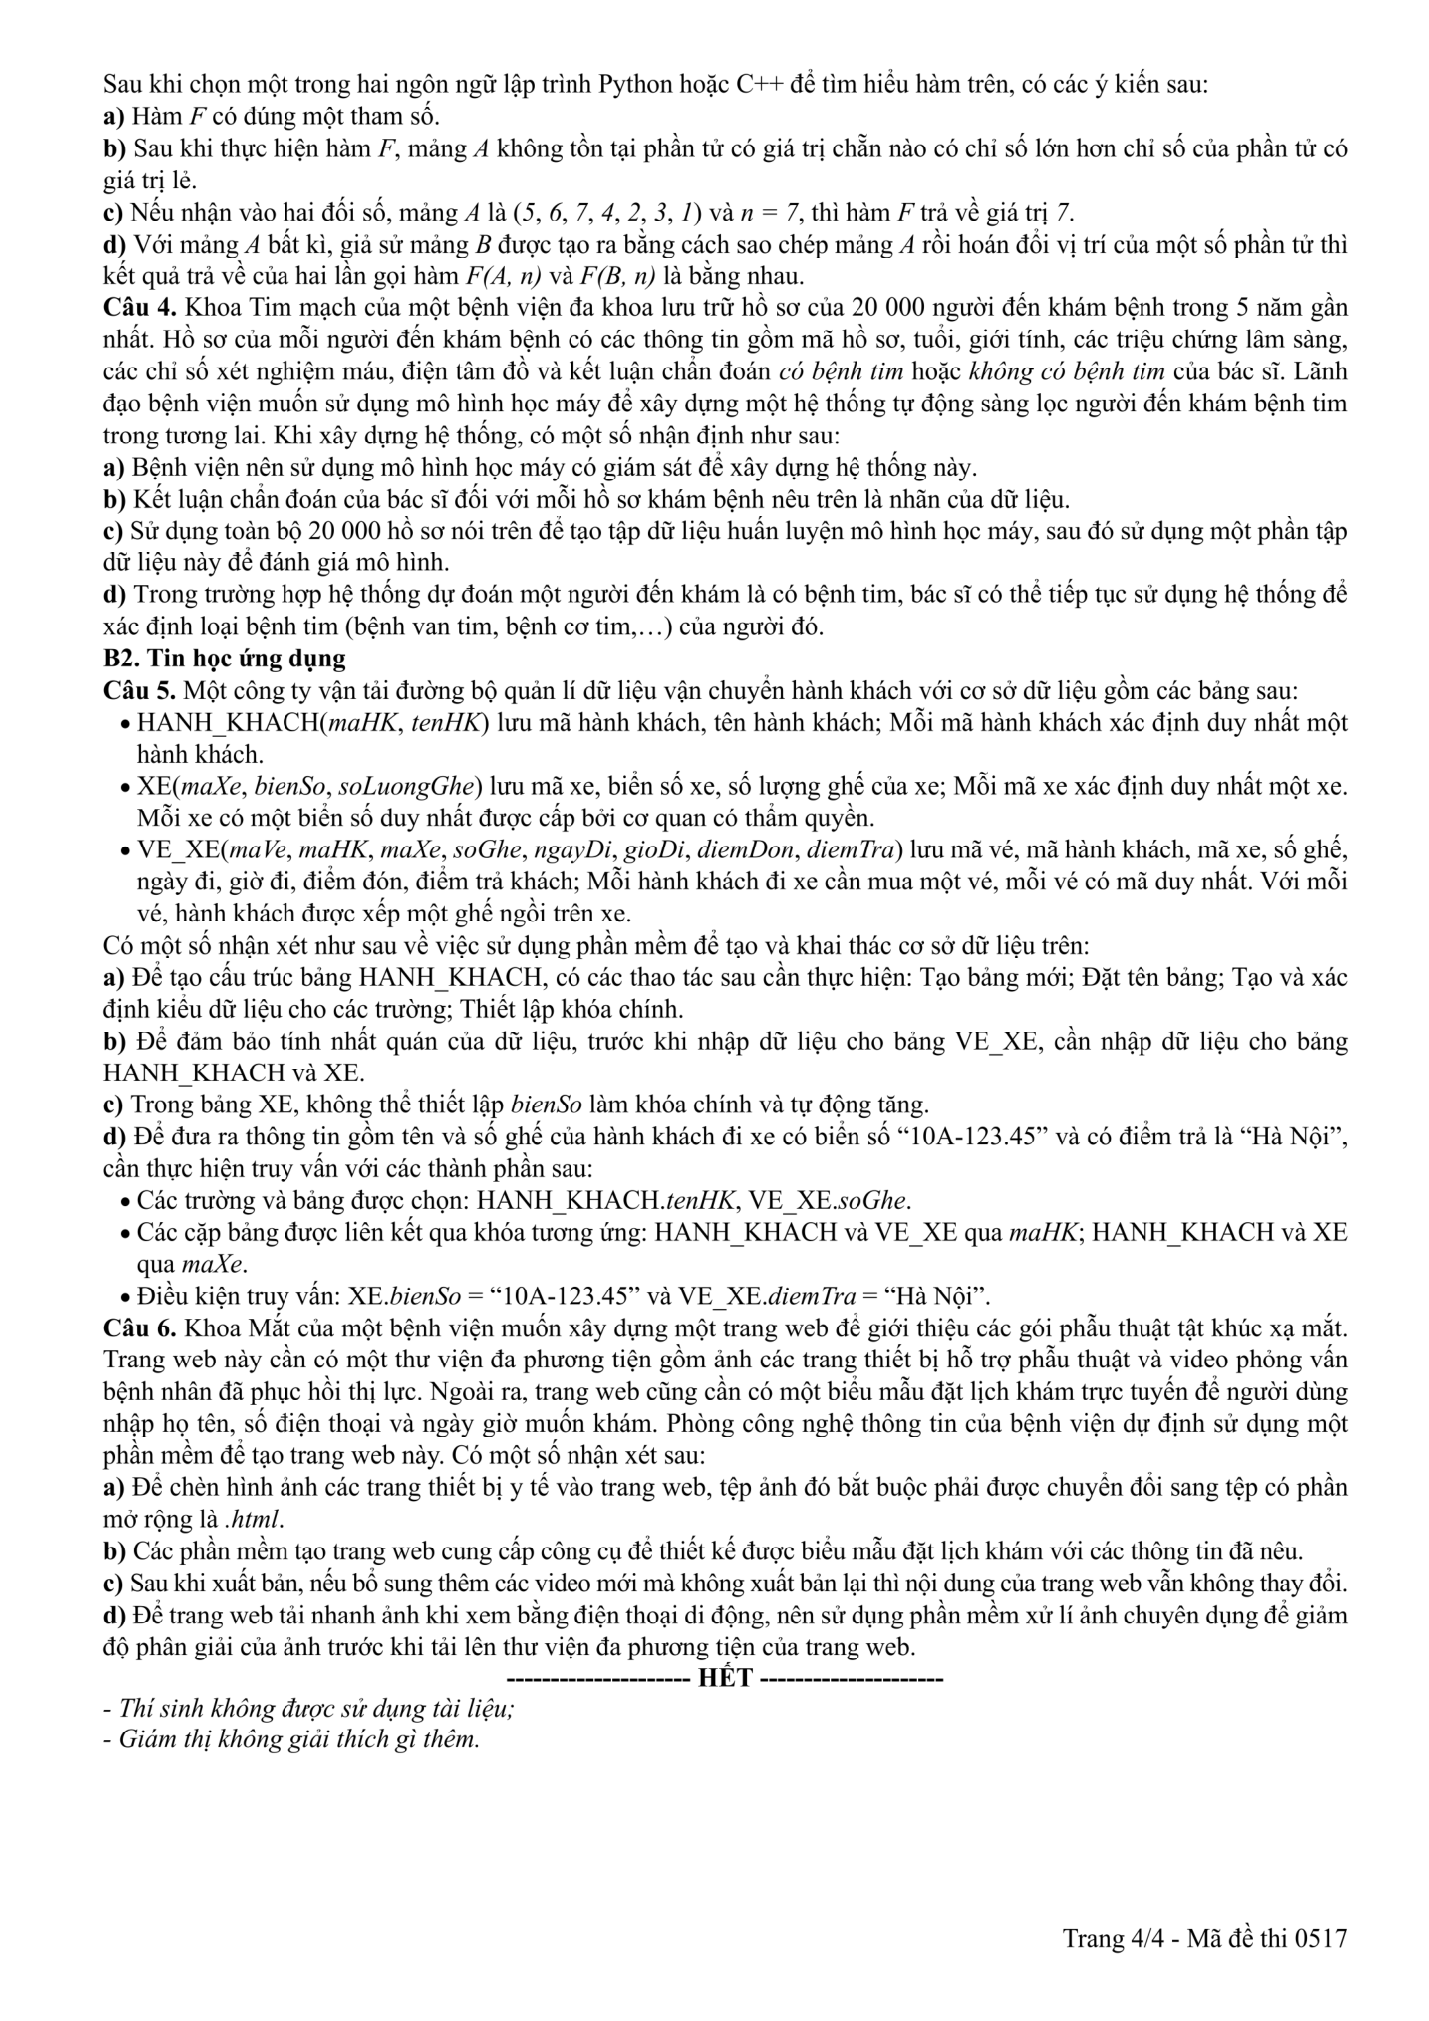 Sau khi chọn một trong hai ngôn ngữ lập trình Python hoặc C++ để tìm hiểu hàm trên, có các ý kiến sau:
a) Hàm F có đúng một tham số.
b) Sau khi thực hiện hàm F, mảng A không tồn tại phần tử có giá trị chẵn nào có chỉ số lớn hơn chỉ số của phần tử có
giá trị lẻ.
c) Nếu nhận vào hai đối số, mảng A là (5, 6, 7, 4, 2, 3, 1) và n = 7, thì hàm F trả về giá trị 7.
d) Với mảng A bất kì, giả sử mảng B được tạo ra bằng cách sao chép mảng A rồi hoán đổi vị trí của một số phần tử thì
kết quả trả về của hai lần gọi hàm F(A, n) và F(B, n) là bằng nhau.
Câu 4. Khoa Tim mạch của một bệnh viện đa khoa lưu trữ hồ sơ của 20 000 người đến khám bệnh trong 5 năm gần
nhất. Hồ sơ của mỗi người đến khám bệnh có các thông tin gồm mã hồ sơ, tuổi, giới tính, các triệu chứng lâm sàng,
các chỉ số xét nghiệm máu, điện tâm đồ và kết luận chẩn đoán có bệnh tim hoặc không có bệnh tim của bác sĩ. Lãnh
đạo bệnh viện muốn sử dụng mô hình học máy để xây dựng một hệ thống tự động sàng lọc người đến khám bệnh tim
trong tương lai. Khi xây dựng hệ thống, có một số nhận định như sau:
a) Bệnh viện nên sử dụng mô hình học máy có giám sát để xây dựng hệ thống này.
b) Kết luận chẩn đoán của bác sĩ đối với mỗi hồ sơ khám bệnh nêu trên là nhãn của dữ liệu.
c) Sử dụng toàn bộ 20 000 hồ sơ nói trên để tạo tập dữ liệu huấn luyện mô hình học máy, sau đó sử dụng một phần tập
dữ liệu này để đánh giá mô hình.
d) Trong trường hợp hệ thống dự đoán một người đến khám là có bệnh tim, bác sĩ có thể tiếp tục sử dụng hệ thống để
xác định loại bệnh tim (bệnh van tim, bệnh cơ tim,…) của người đó.
B2. Tin học ứng dụng
Câu 5. Một công ty vận tải đường bộ quản lí dữ liệu vận chuyển hành khách với cơ sở dữ liệu gồm các bảng sau:
• HANH_KHACH(maHK, tenHK) lưu mã hành khách, tên hành khách; Mỗi mã hành khách xác định duy nhất một
hành khách.
• XE(maXe, bienSo, soLuongGhe) lưu mã xe, biển số xe, số lượng ghế của xe; Mỗi mã xe xác định duy nhất một xe.
Mỗi xe có một biển số duy nhất được cấp bởi cơ quan có thẩm quyền.
• VE_XE(maVe, maHK, maXe, soGhe, ngayDi, gioDi, diemDon, diemTra) lưu mã vé, mã hành khách, mã xe, số ghế,
ngày đi, giờ đi, điểm đón, điểm trả khách; Mỗi hành khách đi xe cần mua một vé, mỗi vé có mã duy nhất. Với mỗi
vé, hành khách được xếp một ghế ngồi trên xe.
Có một số nhận xét như sau về việc sử dụng phần mềm để tạo và khai thác cơ sở dữ liệu trên:
a) Để tạo cấu trúc bảng HANH_KHACH, có các thao tác sau cần thực hiện: Tạo bảng mới; Đặt tên bảng; Tạo và xác
định kiểu dữ liệu cho các trường; Thiết lập khóa chính.
b) Để đảm bảo tính nhất quán của dữ liệu, trước khi nhập dữ liệu cho bảng VE_XE, cần nhập dữ liệu cho bảng
HANH_KHACH và XE.
c) Trong bảng XE, không thể thiết lập bienSo làm khóa chính và tự động tăng.
d) Để đưa ra thông tin gồm tên và số ghế của hành khách đi xe có biển số “10A-123.45” và có điểm trả là “Hà Nội”,
cần thực hiện truy vấn với các thành phần sau:
• Các trường và bảng được chọn: HANH_KHACH.tenHK, VE_XE.soGhe.
• Các cặp bảng được liên kết qua khóa tương ứng: HANH_KHACH và VE_XE qua maHK; HANH_KHACH và XE
qua maXe.
• Điều kiện truy vấn: XE.bienSo = “10A-123.45” và VE_XE.diemTra = “Hà Nội”.
Câu 6. Khoa Mắt của một bệnh viện muốn xây dựng một trang web để giới thiệu các gói phẫu thuật tật khúc xạ mắt.
Trang web này cần có một thư viện đa phương tiện gồm ảnh các trang thiết bị hỗ trợ phẫu thuật và video phỏng vấn
bệnh nhân đã phục hồi thị lực. Ngoài ra, trang web cũng cần có một biểu mẫu đặt lịch khám trực tuyến để người dùng
nhập họ tên, số điện thoại và ngày giờ muốn khám. Phòng công nghệ thông tin của bệnh viện dự định sử dụng một
phần mềm để tạo trang web này. Có một số nhận xét sau:
a) Để chèn hình ảnh các trang thiết bị y tế vào trang web, tệp ảnh đó bắt buộc phải được chuyển đổi sang tệp có phần
mở rộng là .html.
b) Các phần mềm tạo trang web cung cấp công cụ để thiết kế được biểu mẫu đặt lịch khám với các thông tin đã nêu.
c) Sau khi xuất bản, nếu bổ sung thêm các video mới mà không xuất bản lại thì nội dung của trang web vẫn không thay đổi.
d) Để trang web tải nhanh ảnh khi xem bằng điện thoại di động, nên sử dụng phần mềm xử lí ảnh chuyên dụng để giảm
độ phân giải của ảnh trước khi tải lên thư viện đa phương tiện của trang web.
--------------------- HẾT ---------------------
- Thí sinh không được sử dụng tài liệu;
- Giám thị không giải thích gì thêm.
Trang 4/4 - Mã đề thi 0517